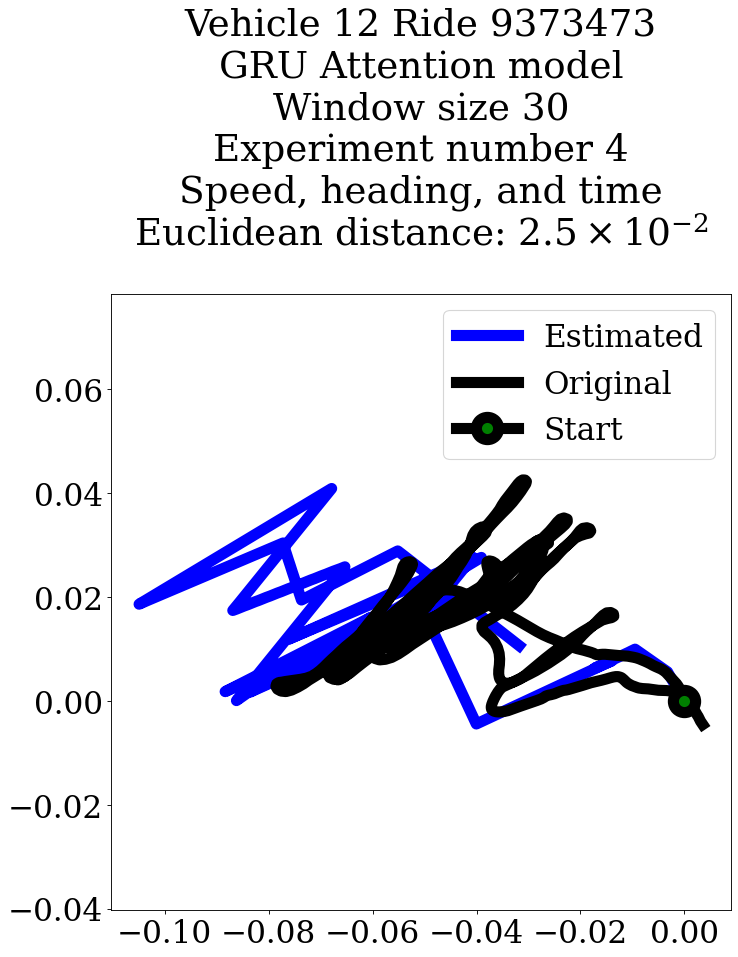 Vehicle 12 Ride 9373473
GRU Attention model
Window size 30
Experiment number 4
Speed, heading, and time
Euclidean distance: 2.5 × 10⁻²
Estimated
Original
Start
0.06
0.04
0.02
0.00
−0.02
−0.04
−0.10 −0.08 −0.06 −0.04 −0.02 0.00